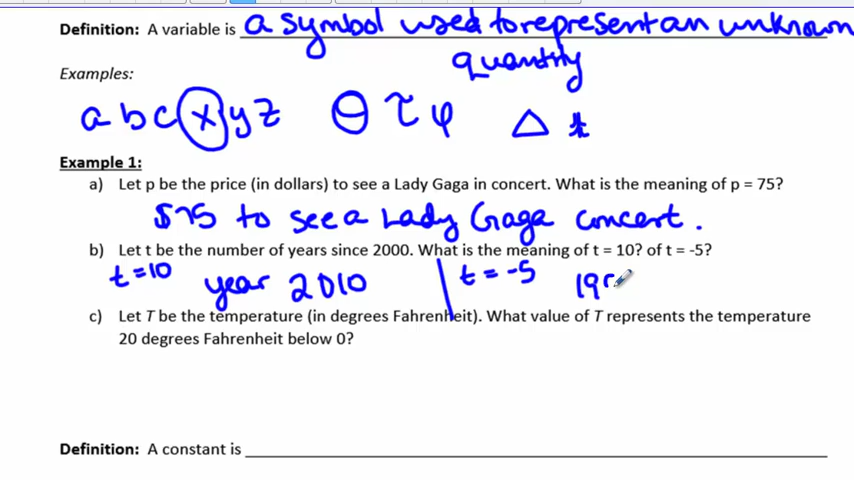 Definition: A variable is a symbol used to represent an unknown
quantity
Examples:
a b c x y z θ τ φ △
Example 1:
a) Let p be the price (in dollars) to see a Lady Gaga in concert. What is the meaning of p = 75?
$75 to see a Lady Gaga concert.
b) Let t be the number of years since 2000. What is the meaning of t = 10? of t = -5?
t = 10 year 2010 t = -5 19
c) Let T be the temperature (in degrees Fahrenheit). What value of T represents the temperature
20 degrees Fahrenheit below 0?
Definition: A constant is